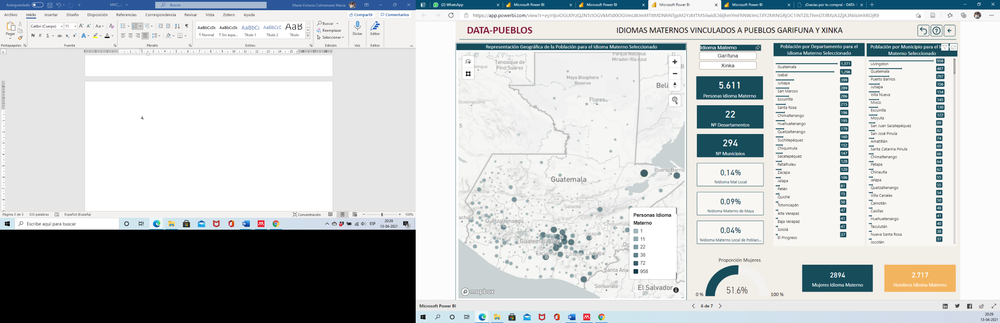 Autoguardado
MVC_...
Buscar
Maria Victoria Colmenares Macia
Archivo Inicio Insertar Diseño Disposición Referencias Correspondencia Revisar Vista Zotero Ayuda
Compartir Comentarios
Pegar
Calibri (Cuerpo) 11
N K S ab
AaBbCcDc AaBbCcDc AaBbCc AaBbCcC AaB
¶ Normal ¶ Sin espa... Título 1 Título 2 Título
Buscar
Reemplazar
Seleccionar
Dictar
Editor
Portapapeles Fuente Párrafo Estilos Edición Voz Editor
4.
Página 3 de 3 333 palabras Español (España) Concentración 100%
Escribe aquí para buscar
ESP
20:29
13-04-2021
(2) WhatsApp
Microsoft Power BI
Microsoft Power BI
Microsoft Power BI
Microsoft Power BI
¡Gracias por tu compra! - DATA
DATA-PUEBLOS
IDIOMAS MATERNOS VINCULADOS A PUEBLOS GARIFUNA Y XINKA
Representación Geográfica de la Población para el Idioma Materno Seleccionado
Parque Nacional
Mirador-Río Azul
Tenosique de
Pino Suárez
lenque
Maya Biosphere
Reserve
Beli
Ocosingo chis
Flores
S
Puerto Barrio
Guatemala
Salamá
achula
Quetzaltenango
Chiquimula
Jalapa
Guatemala City
Oc
Escuintla
Cuilapa
Jutiapa
Santa Ana
Sonsonate
El Salvador
mapbox
Personas Idioma
Materno
1
11
22
38
72
958
Idioma Materno
Garífuna
Xinka
5.611
Personas Idioma Materno
22
Nº Departamentos
294
Nº Municipios
0,14%
%Idioma Mat Local
0,09%
%Idioma Materno de Maya
0,04%
%Idioma Materno Local de Poblaci...
Proporción Mujeres
51,6%
0 %
100 %
Población por Departamento para el
Idioma Materno Seleccionado
Guatemala 1,371
Izabal 1,296
Jutiapa 399
San Marcos 289
Escuintla 286
Santa Rosa 215
Chimaltenango 196
Huehuetenango 195
Quetzaltenango 179
Suchitepéquez 160
Chiquimula 152
Sacatepéquez 147
Retalhuleu 128
Zacapa 120
Jalapa 106
Petén 81
Quiché 75
Totonicapán 50
Alta Verapaz 47
Baja Verapaz 41
Sololá 41
El Progreso 37
Población por Municipio para el
Materno Seleccionado
Livingston 958
Guatemala 487
Puerto Barrios 297
Jutiapa 156
Villa Nueva 154
Mixco 145
Escuintla 130
Moyuta 122
San Juan Sacatepéquez 89
San José Pinula 82
Amatitlán 74
Santa Catarina Pinula 69
Chimaltenango 66
Petapa 64
Chinautla 62
Jalapa 55
Quetzaltenango 55
Villa Canales 54
Camotán 50
Casillas 48
Huehuetenango 41
Teculután 40
Nueva Santa Rosa 38
Jocotán 37
2894
Mujeres Idioma Materno
2.717
Hombres Idioma Materno
Microsoft Power BI
6 de 7
20:29
13-04-2021